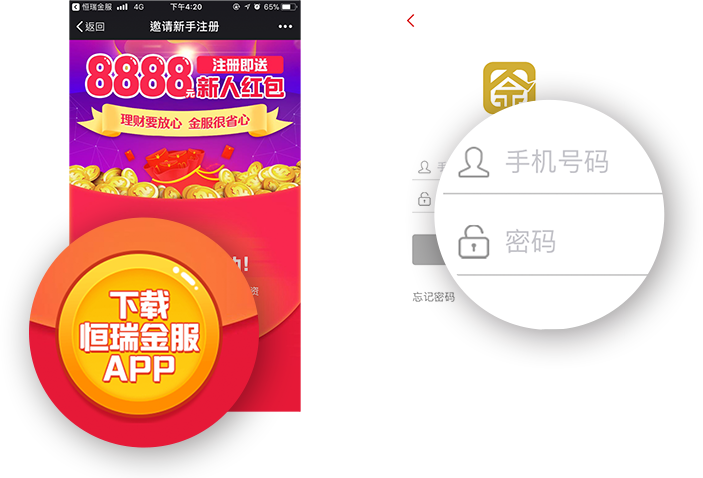 恒瑞金服 4G 下午4:20 65%
返回 邀请新手注册
8888元 注册即送
新人红包
理财要放心 金服很省心
!
资
下载
恒瑞金服
APP
手机号码
密码
忘记密码